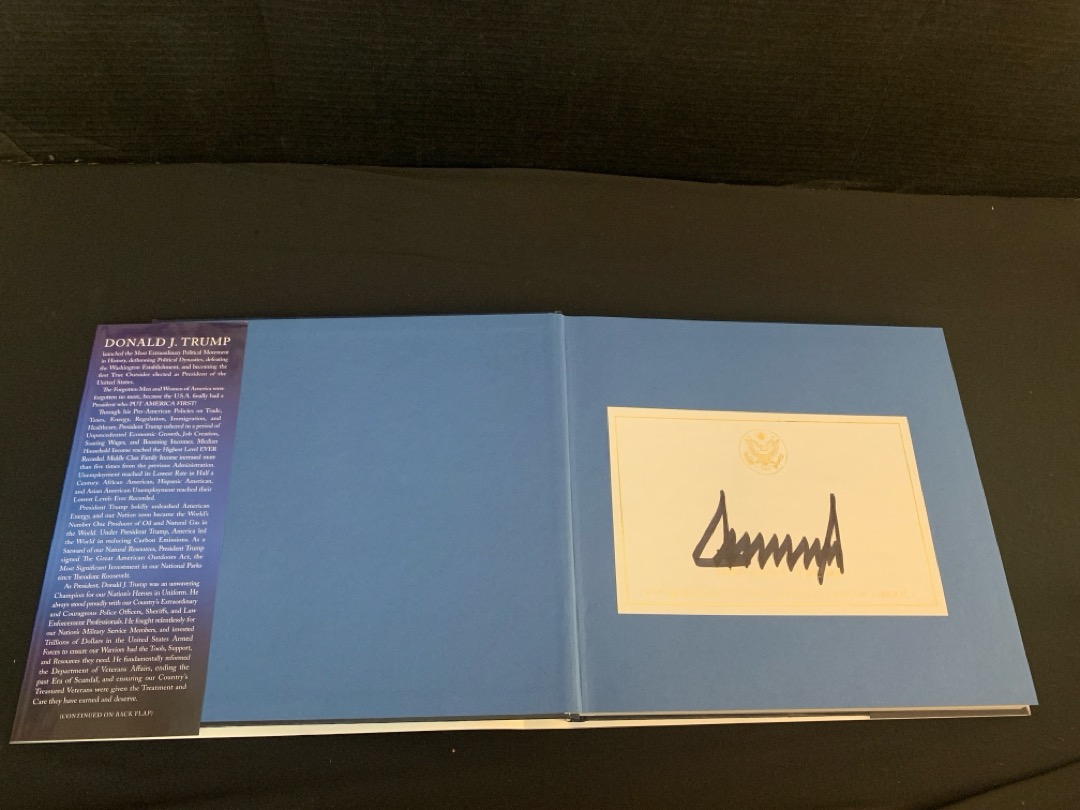 DONALD J. TRUMP
launched the Most Extraordinary Political Movement
in History, dethroning Political Dynasties, defeating
the Washington Establishment, and becoming the
first True Outsider elected as President of the
United States.
The Forgotten Men and Women of America were
forgotten no more, because the U.S.A. finally had a
President who PUT AMERICA FIRST!
Through his Pro-American Policies on Trade,
Taxes, Energy, Regulation, Immigration, and
Healthcare, President Trump ushered in a period of
Unprecedented Economic Growth, Job Creation,
Soaring Wages, and Booming Incomes. Median
Household Income reached the Highest Level EVER
Recorded. Middle Class Family Income increased more
than five times from the previous Administration.
Unemployment reached its Lowest Rate in Half a
Century. African American, Hispanic American,
and Asian American Unemployment reached their
Lowest Levels Ever Recorded.
President Trump boldly unleashed American
Energy, and our Nation soon became the World's
Number One Producer of Oil and Natural Gas in
the World. Under President Trump, America led
the World in reducing Carbon Emissions. As a
Steward of our Natural Resources, President Trump
signed The Great American Outdoors Act, the
Most Significant Investment in our National Parks
since Theodore Roosevelt.
As President, Donald J. Trump was an unwavering
Champion for our Nation's Heroes in Uniform. He
always stood proudly with our Country's Extraordinary
and Courageous Police Officers, Sheriffs, and Law
Enforcement Professionals. He fought relentlessly for
our Nation's Military Service Members, and invested
Trillions of Dollars in the United States Armed
Forces to ensure our Warriors had the Tools, Support,
and Resources they need. He fundamentally reformed
the Department of Veterans Affairs, ending the
past Era of Scandal, and ensuring our Country's
Treasured Veterans were given the Treatment and
Care they have earned and deserve.
(CONTINUED ON BACK FLAP)